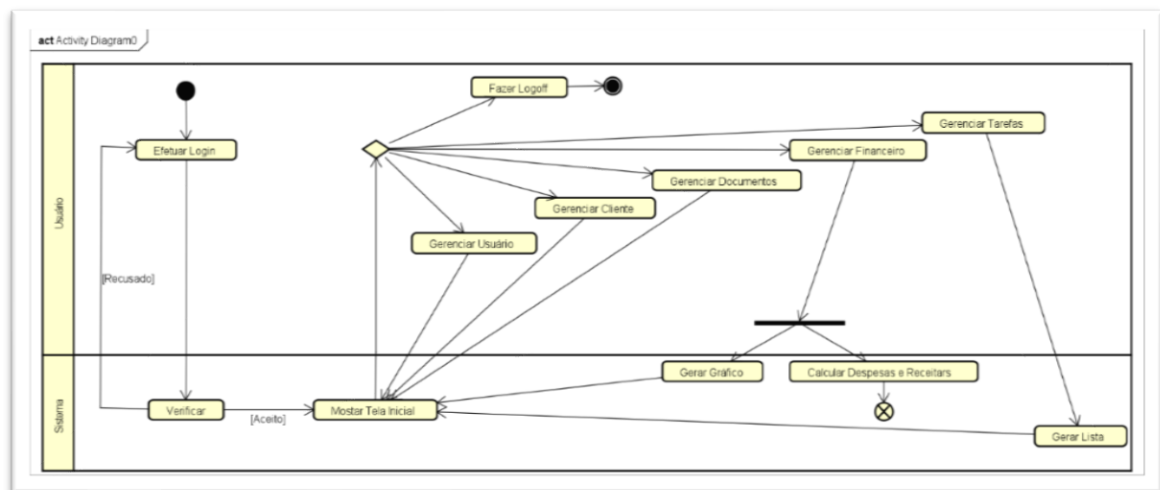 act Activity Diagram0
Usuário
Fazer Logoff
Gerenciar Tarefas
Efetuar Login
Gerenciar Financeiro
Gerenciar Documentos
Gerenciar Cliente
Gerenciar Usuário
[Recusado]
Sistama
Gerar Gráfico
Calcular Despesas e Receitars
Verificar
[Aceito]
Mostar Tela Inicial
Gerar Lista